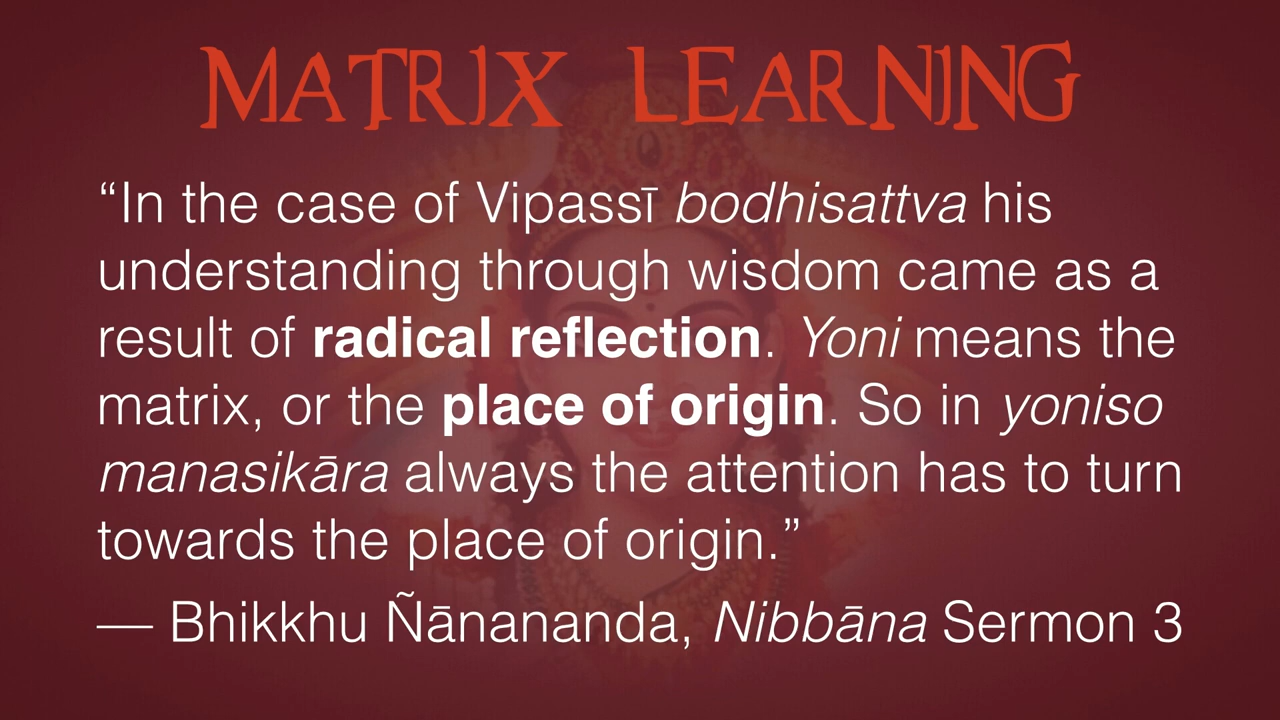 MATRIX LEARNING
“In the case of Vipassī bodhisattva his
understanding through wisdom came as a
result of radical reflection. Yoni means the
matrix, or the place of origin. So in yoniso
manasikāra always the attention has to turn
towards the place of origin.”
— Bhikkhu Ñānananda, Nibbāna Sermon 3